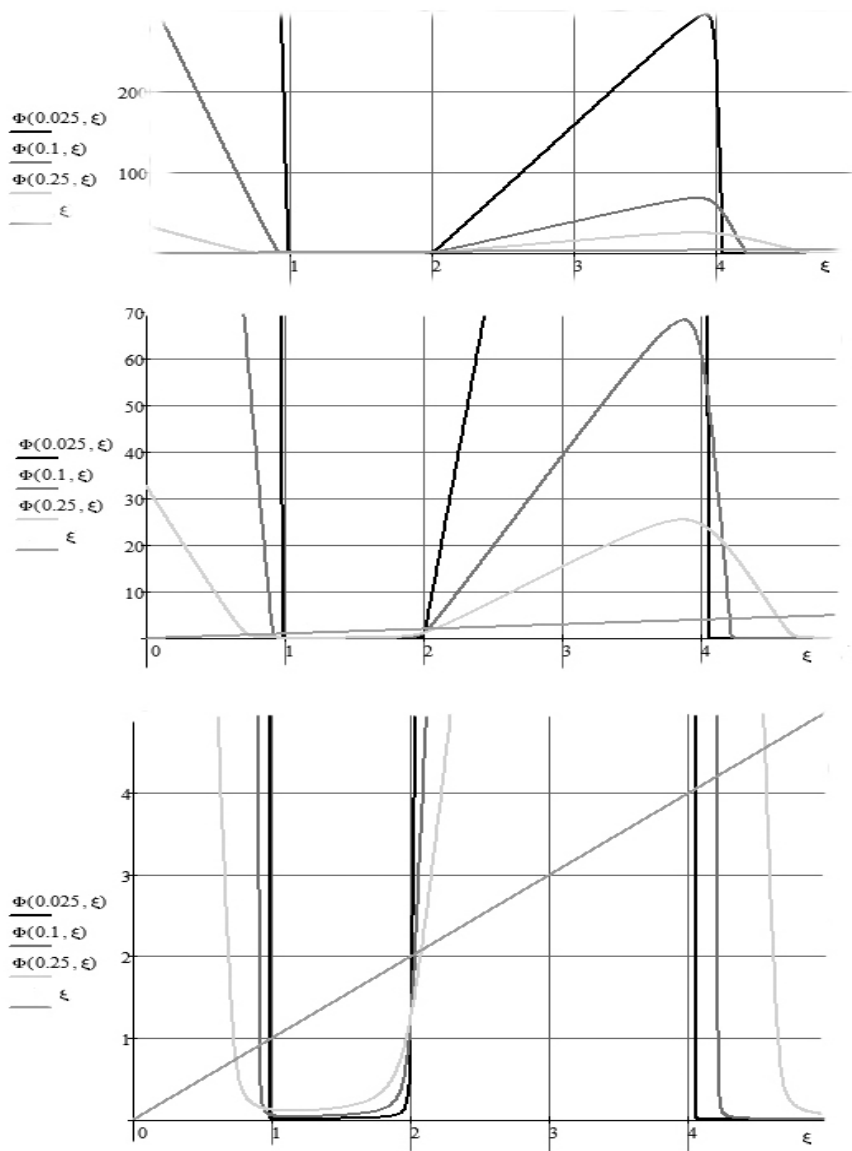 200
Φ(0.025, ξ)
Φ(0.1, ξ)
100
Φ(0.25, ξ)
ξ
1 2 3 4 ξ
70
60
50
Φ(0.025, ξ)
40
Φ(0.1, ξ)
30
Φ(0.25, ξ)
20
ξ
10
0 1 2 3 4 ξ
4
3
Φ(0.025, ξ)
Φ(0.1, ξ)
2
Φ(0.25, ξ)
ξ
1
0 1 2 3 4 ξ